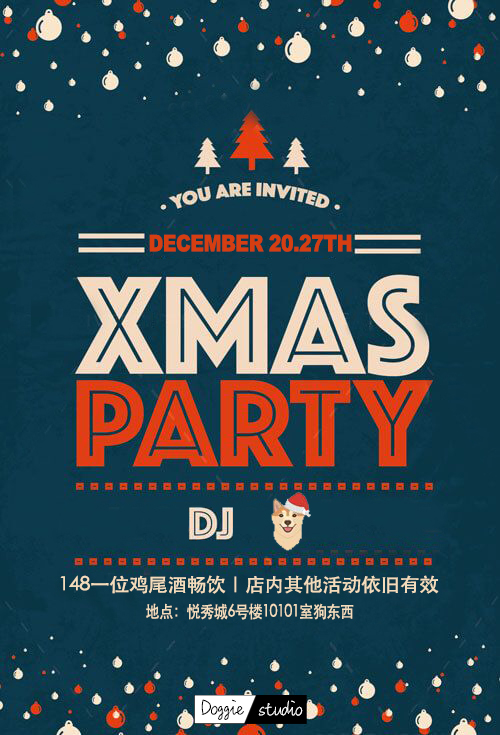 · YOU ARE INVITED ·
DECEMBER 20.27TH
XMAS
PARTY
DJ
148一位鸡尾酒畅饮 | 店内其他活动依旧有效
地点：悦秀城6号楼10101室狗东西
Doggie studio